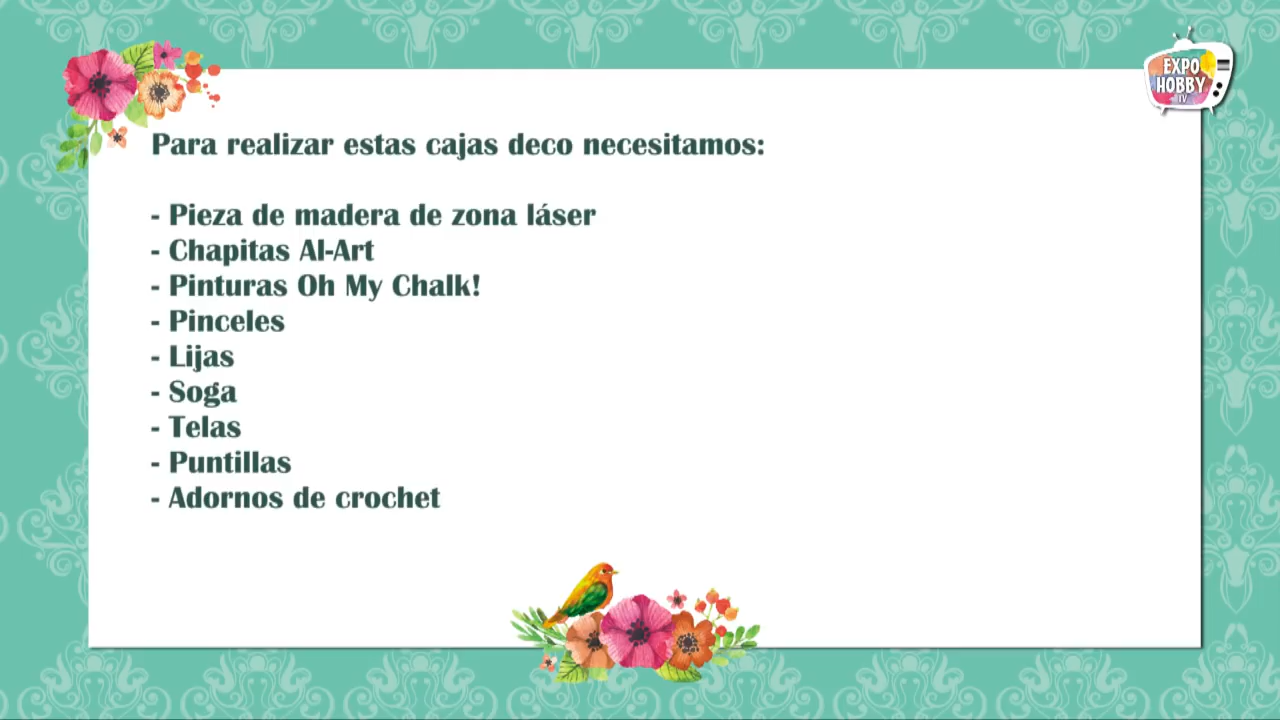 EXPO
HOBBY
TV
Para realizar estas cajas deco necesitamos:
- Pieza de madera de zona láser
- Chapitas Al-Art
- Pinturas Oh My Chalk!
- Pinceles
- Lijas
- Soga
- Telas
- Puntillas
- Adornos de crochet